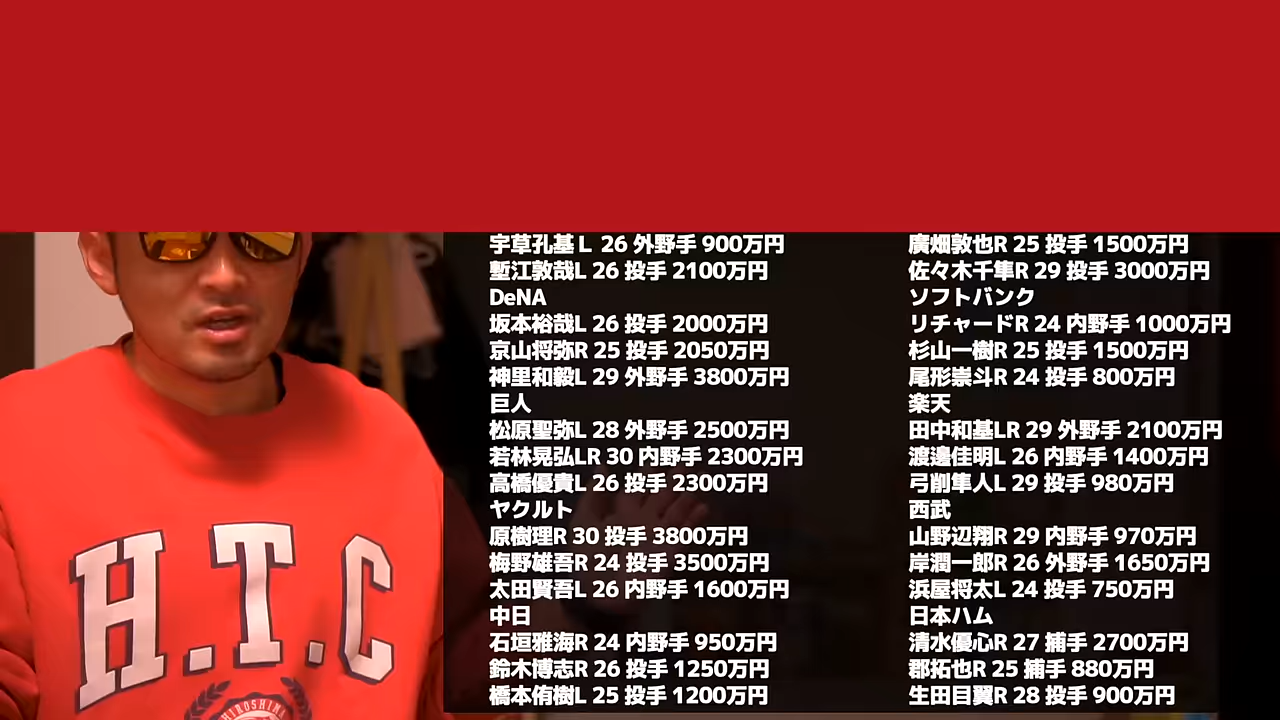 宇草孔基L 26 外野手 900万円
塹江敦哉L 26 投手 2100万円
DeNA
坂本裕哉L 26 投手 2000万円
京山将弥R 25 投手 2050万円
神里和毅L 29 外野手 3800万円
巨人
松原聖弥L 28 外野手 2500万円
若林晃弘LR 30 内野手 2300万円
高橋優貴L 26 投手 2300万円
ヤクルト
原樹理R 30 投手 3800万円
梅野雄吾R 24 投手 3500万円
太田賢吾L 26 内野手 1600万円
中日
石垣雅海R 24 内野手 950万円
鈴木博志R 26 投手 1250万円
橋本侑樹L 25 投手 1200万円
廣畑敦也R 25 投手 1500万円
佐々木千隼R 29 投手 3000万円
ソフトバンク
リチャードR 24 内野手 1000万円
杉山一樹R 25 投手 1500万円
尾形崇斗R 24 投手 800万円
楽天
田中和基LR 29 外野手 2100万円
渡邊佳明L 26 内野手 1400万円
弓削隼人L 29 投手 980万円
西武
山野辺翔R 29 内野手 970万円
岸潤一郎R 26 外野手 1650万円
浜屋将太L 24 投手 750万円
日本ハム
清水優心R 27 捕手 2700万円
郡拓也R 25 捕手 880万円
生田目翼R 28 投手 900万円
H.T.C
HIROSHIMA